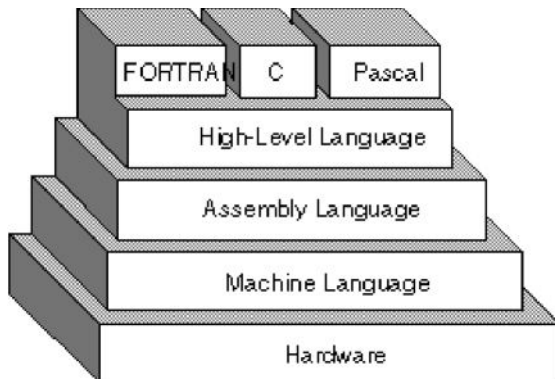 FORTRAN C Pascal
High-Level Language
Assembly Language
Machine Language
Hardware